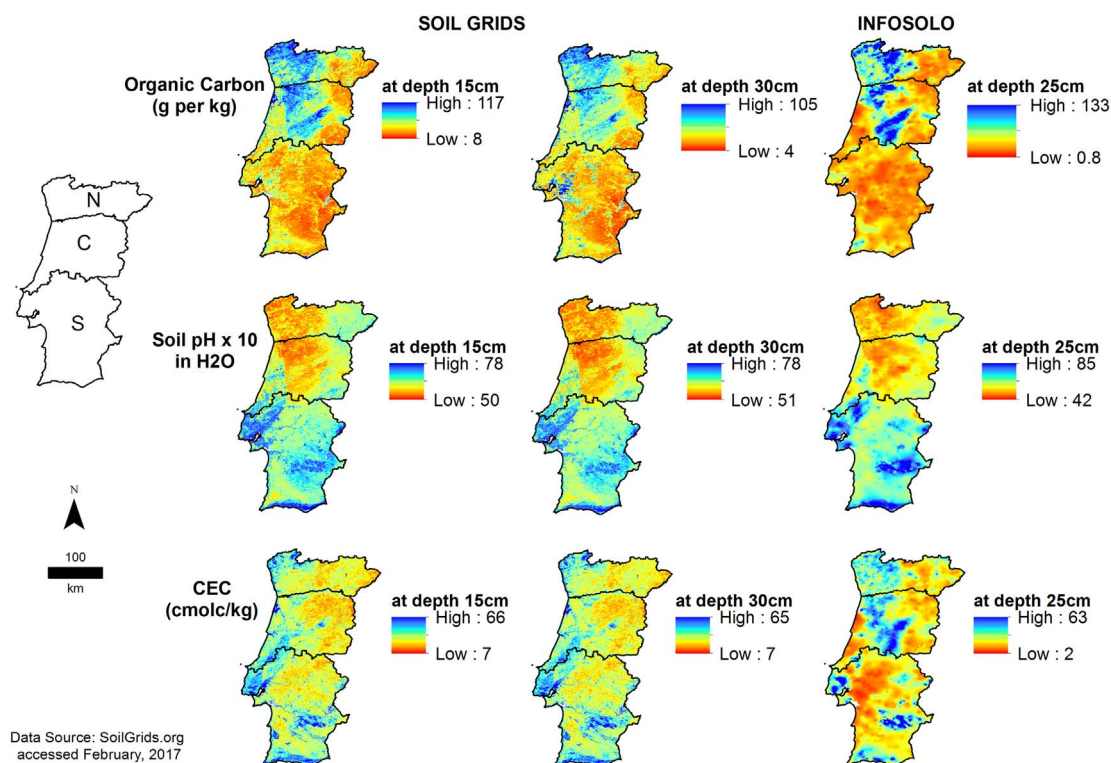 SOIL GRIDS
INFOSOLO
Organic Carbon
(g per kg)
at depth 15cm
High : 117
Low : 8
at depth 30cm
High : 105
Low : 4
at depth 25cm
High : 133
Low : 0.8
N
C
S
Soil pH x 10
in H2O
at depth 15cm
High : 78
Low : 50
at depth 30cm
High : 78
Low : 51
at depth 25cm
High : 85
Low : 42
N
100
km
CEC
(cmolc/kg)
at depth 15cm
High : 66
Low : 7
at depth 30cm
High : 65
Low : 7
at depth 25cm
High : 63
Low : 2
Data Source: SoilGrids.org
accessed February, 2017